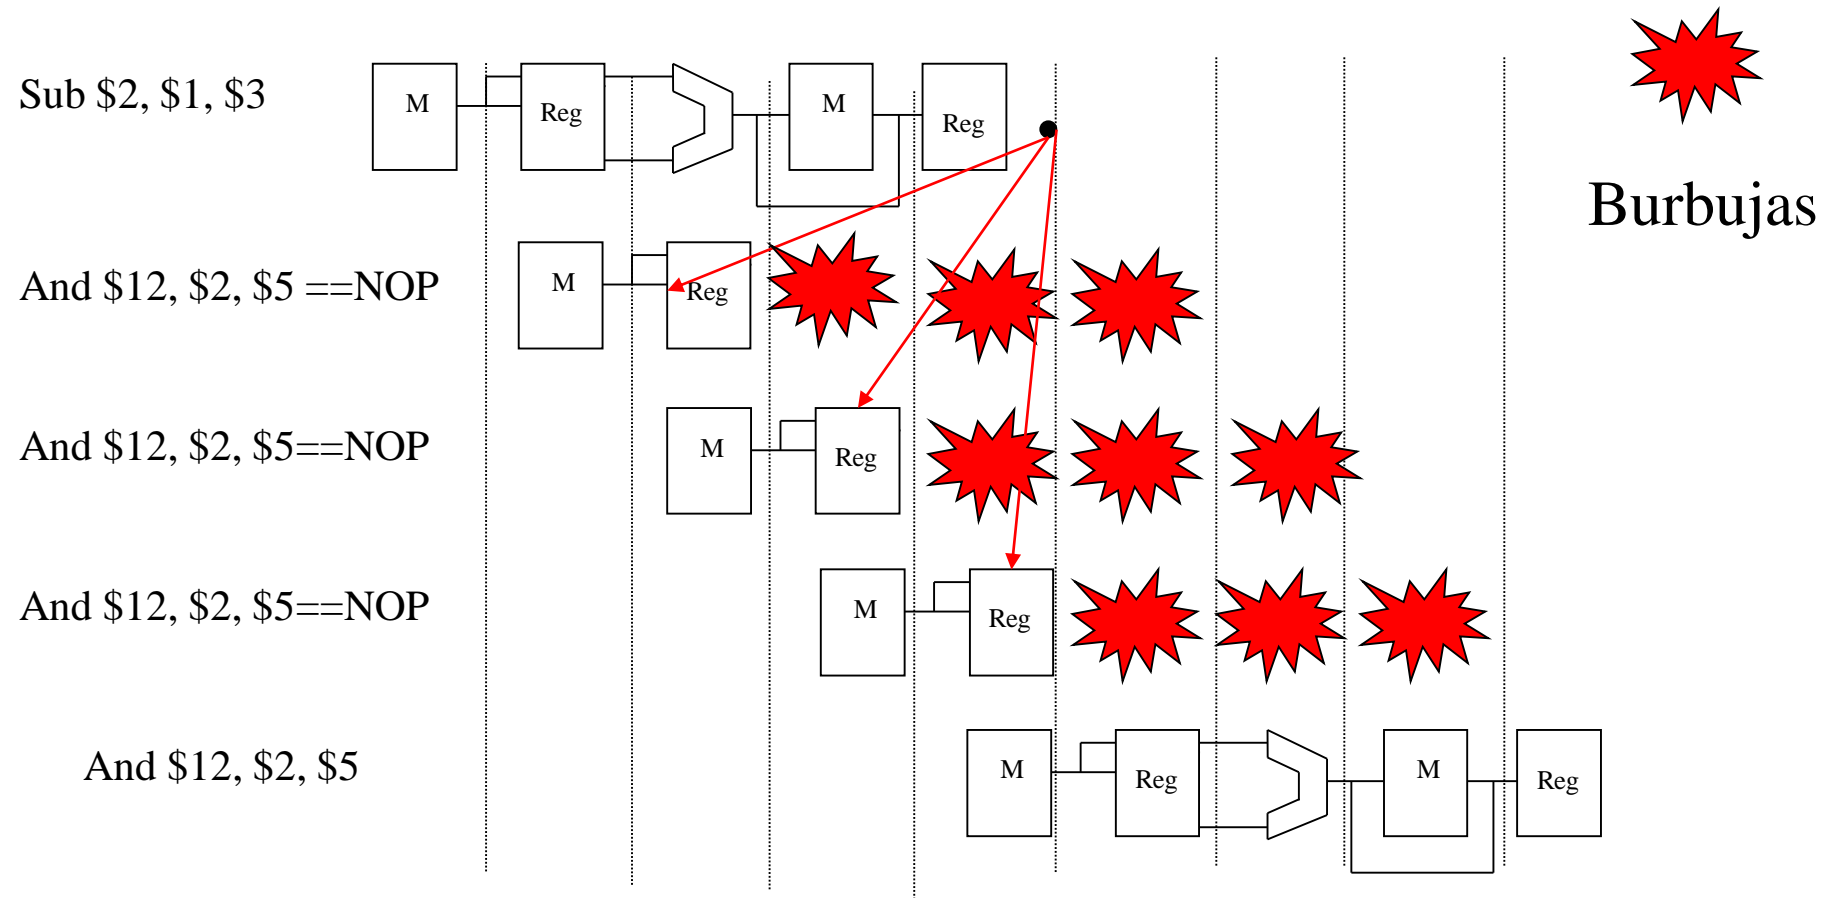 Sub $2, $1, $3
M
Reg
M
Reg
Burbujas
And $12, $2, $5 ==NOP
M
Reg
And $12, $2, $5==NOP
M
Reg
And $12, $2, $5==NOP
M
Reg
And $12, $2, $5
M
Reg
M
Reg